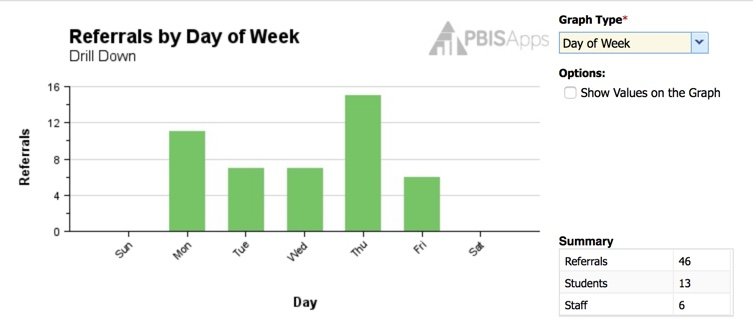 Referrals by Day of Week
Drill Down
PBISApps
Graph Type*
Day of Week
Options:
Show Values on the Graph
Referrals
16
12
8
4
0
Sun Mon Tue Wed Thu Fri Sat
Day
Summary
Referrals 46
Students 13
Staff 6